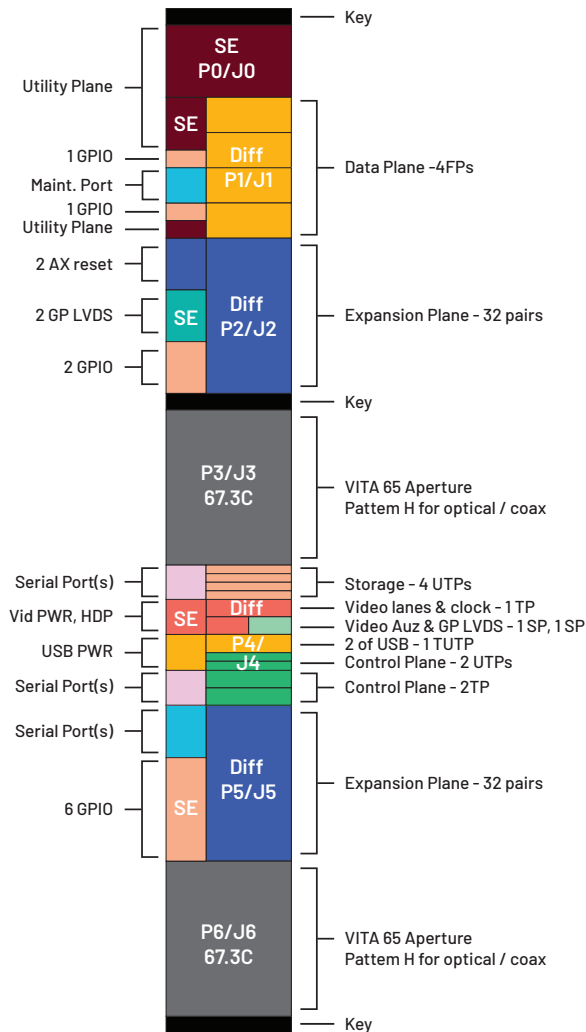 Key
SE
P0/J0
Utility Plane
SE
Diff
P1/J1
1 GPIO
Maint. Port
1 GPIO
Utility Plane
Data Plane -4FPs
2 AX reset
2 GP LVDS
SE
2 GPIO
Diff
P2/J2
Expansion Plane - 32 pairs
Key
P3/J3
67.3C
VITA 65 Aperture
Pattem H for optical / coax
Serial Port(s)
Storage - 4 UTPs
Vid PWR, HDP
SE
Diff
Video lanes & clock - 1 TP
Video Auz & GP LVDS - 1 SP, 1 SP
USB PWR
P4/
J4
2 of USB - 1 TUTP
Control Plane - 2 UTPs
Serial Port(s)
Control Plane - 2TP
Serial Port(s)
6 GPIO
SE
Diff
P5/J5
Expansion Plane - 32 pairs
P6/J6
67.3C
VITA 65 Aperture
Pattem H for optical / coax
Key